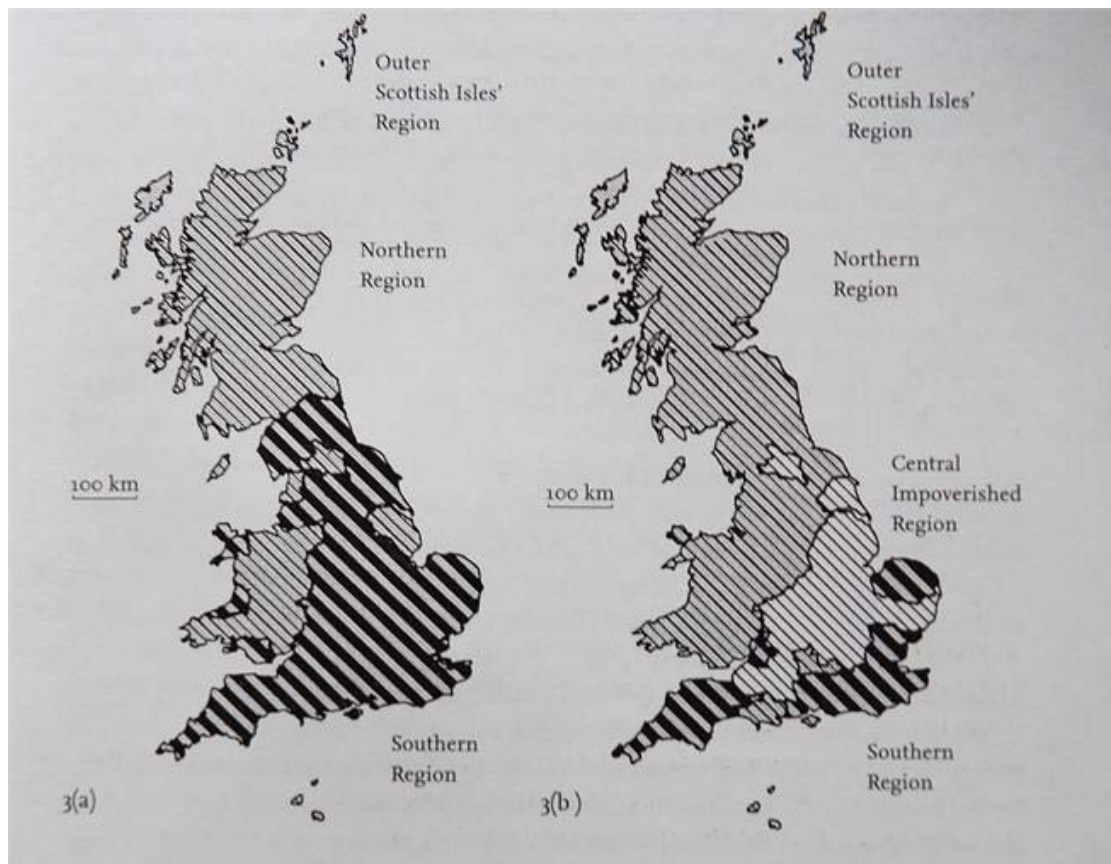 Outer
Scottish Isles'
Region
Northern
Region
100 km
Southern
Region
3(a)
Outer
Scottish Isles'
Region
Northern
Region
Central
Impoverished
Region
100 km
Southern
Region
3(b)